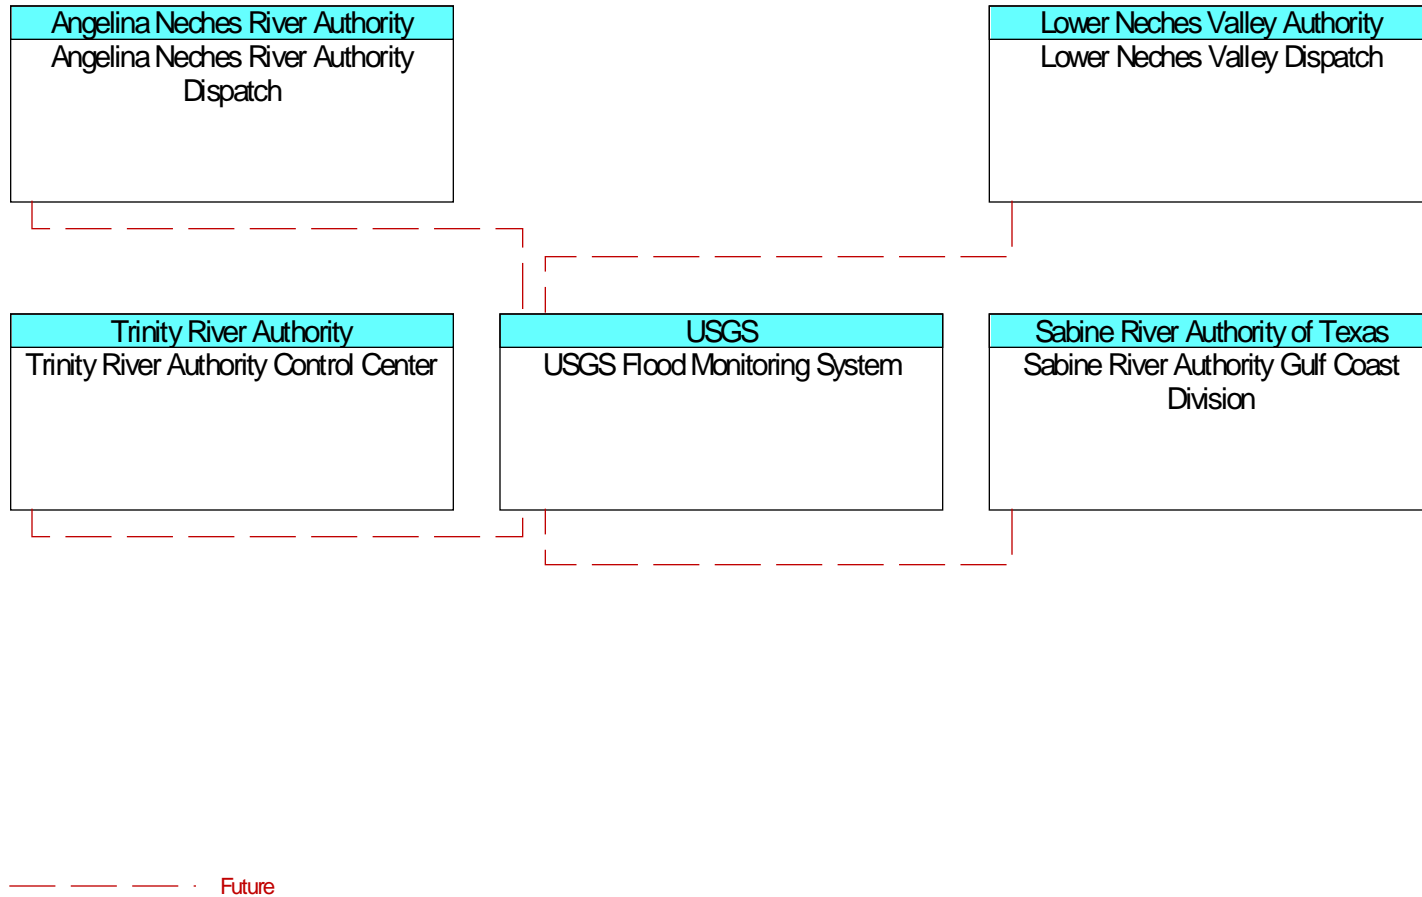 Angelina Neches River Authority
Angelina Neches River Authority
Dispatch
Lower Neches Valley Authority
Lower Neches Valley Dispatch
Trinity River Authority
Trinity River Authority Control Center
USGS
USGS Flood Monitoring System
Sabine River Authority of Texas
Sabine River Authority Gulf Coast
Division
Future